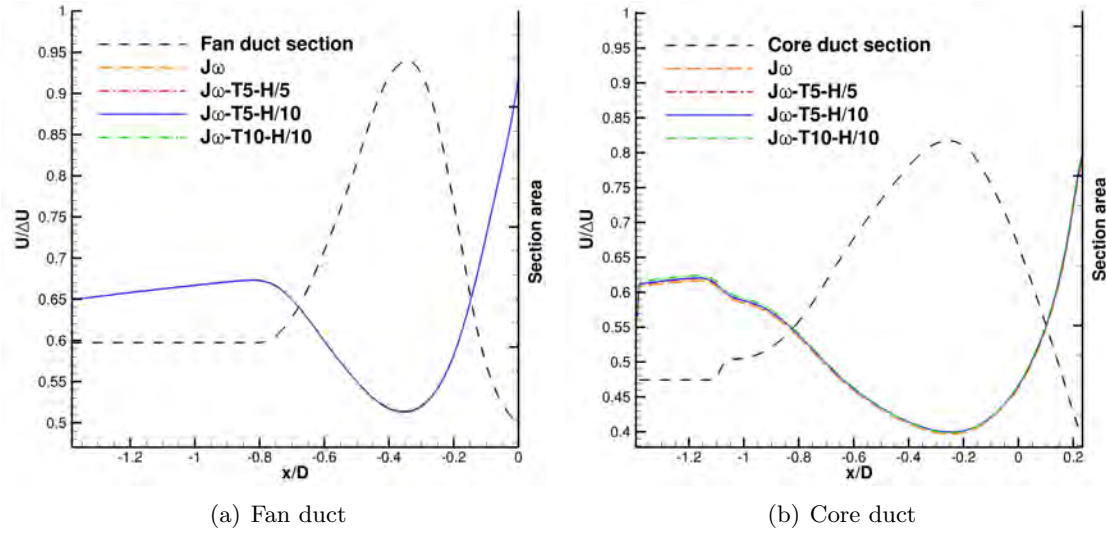 1
0.95
0.9
0.85
0.8
0.75
0.7
0.65
0.6
0.55
0.5
U/ΔU
Fan duct section
Jω
Jω-T5-H/5
Jω-T5-H/10
Jω-T10-H/10
Section area
-1.2
-1
-0.8
-0.6
-0.4
-0.2
0
x/D
(a) Fan duct
1
0.95
0.9
0.85
0.8
0.75
0.7
0.65
0.6
0.55
0.5
0.45
0.4
U/ΔU
Core duct section
Jω
Jω-T5-H/5
Jω-T5-H/10
Jω-T10-H/10
Section area
-1.2
-1
-0.8
-0.6
-0.4
-0.2
0
0.2
x/D
(b) Core duct